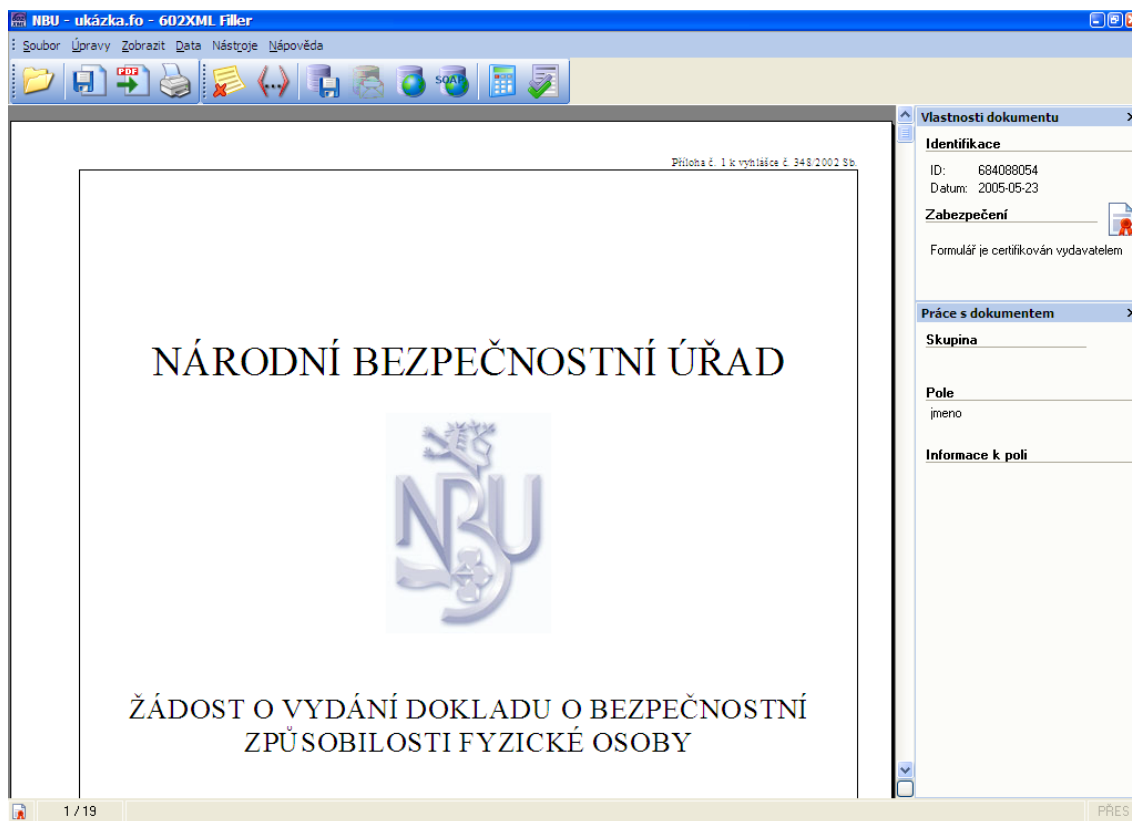 NBU - ukázka.fo - 602XML Filler
Soubor Úpravy Zobrazit Data Nástroje Nápověda
PDF
SOAP
Vlastnosti dokumentu
Identifikace
ID: 684088054
Datum: 2005-05-23
Zabezpečení
Formulář je certifikován vydavatelem
Práce s dokumentem
Skupina
Pole
jmeno
Informace k poli
Příloha č. 1 k vyhlášce č. 348/2002 Sb.
NÁRODNÍ BEZPEČNOSTNÍ ÚŘAD
NBU
ŽÁDOST O VYDÁNÍ DOKLADU O BEZPEČNOSTNÍ
ZPŮSOBILOSTI FYZICKÉ OSOBY
1 / 19
PŘES